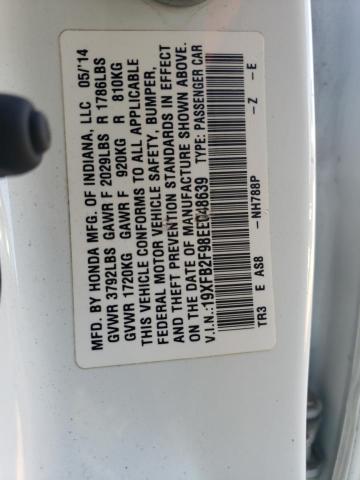 MFD. BY HONDA MFG. OF INDIANA, LLC 05/'14
GVWR 3792LBS GAWR F 2029LBS R 1786LBS
GVWR 1720KG GAWR F 920KG R 810KG
THIS VEHICLE CONFORMS TO ALL APPLICABLE
FEDERAL MOTOR VEHICLE SAFETY, BUMPER,
AND THEFT PREVENTION STANDARDS IN EFFECT
ON THE DATE OF MANUFACTURE SHOWN ABOVE.
V.I.N.:19XFB2F98EE048639 TYPE: PASSENGER CAR
TR3 E AS8 -NH788P -Z -E